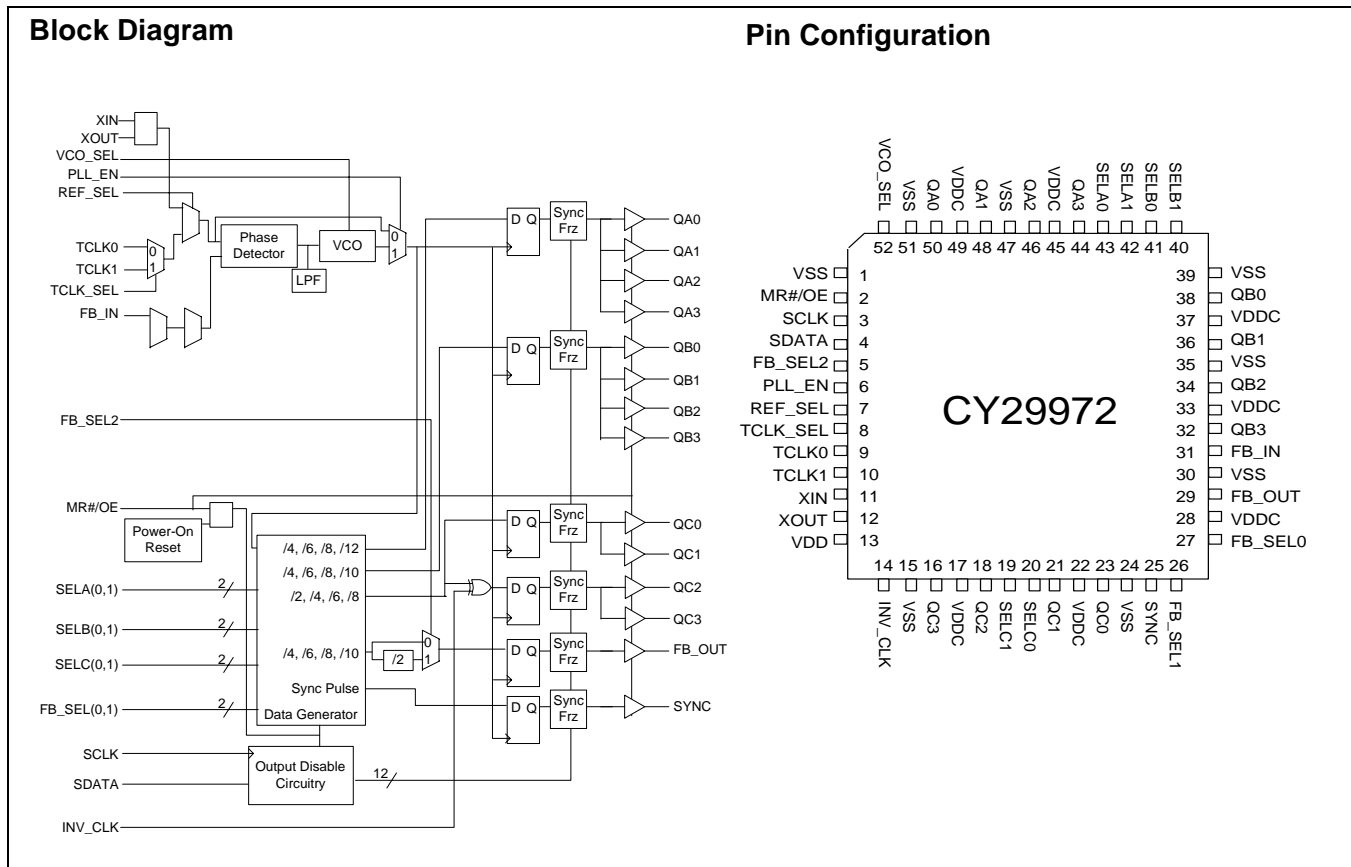 Block Diagram
Pin Configuration
XIN
XOUT
VCO_SEL
PLL_EN
REF_SEL
TCLK0
TCLK1
TCLK_SEL
FB_IN
0
1
Phase
Detector
LPF
VCO
0
1
FB_SEL2
MR#/OE
Power-On
Reset
SELA(0,1)
2
SELB(0,1)
2
SELC(0,1)
2
FB_SEL(0,1)
2
SCLK
SDATA
INV_CLK
/4, /6, /8, /12
/4, /6, /8, /10
/2, /4, /6, /8
/4, /6, /8, /10
/2
0
1
Sync Pulse
Data Generator
Output Disable
Circuitry
12
D Q
Sync
Frz
D Q
Sync
Frz
D Q
Sync
Frz
D Q
Sync
Frz
D Q
Sync
Frz
D Q
Sync
Frz
QA0
QA1
QA2
QA3
QB0
QB1
QB2
QB3
QC0
QC1
QC2
QC3
FB_OUT
SYNC
VCO_SEL
VSS
QA0
VDDC
QA1
VSS
QA2
VDDC
QA3
SELA0
SELA1
SELB0
SELB1
52 51 50 49 48 47 46 45 44 43 42 41 40
VSS 1
MR#/OE 2
SCLK 3
SDATA 4
FB_SEL2 5
PLL_EN 6
REF_SEL 7
TCLK_SEL 8
TCLK0 9
TCLK1 10
XIN 11
XOUT 12
VDD 13
CY29972
39 VSS
38 QB0
37 VDDC
36 QB1
35 VSS
34 QB2
33 VDDC
32 QB3
31 FB_IN
30 VSS
29 FB_OUT
28 VDDC
27 FB_SEL0
14 15 16 17 18 19 20 21 22 23 24 25 26
INV_CLK
VSS
QC3
VDDC
QC2
SELC1
SELC0
QC1
VDDC
QC0
VSS
SYNC
FB_SEL1